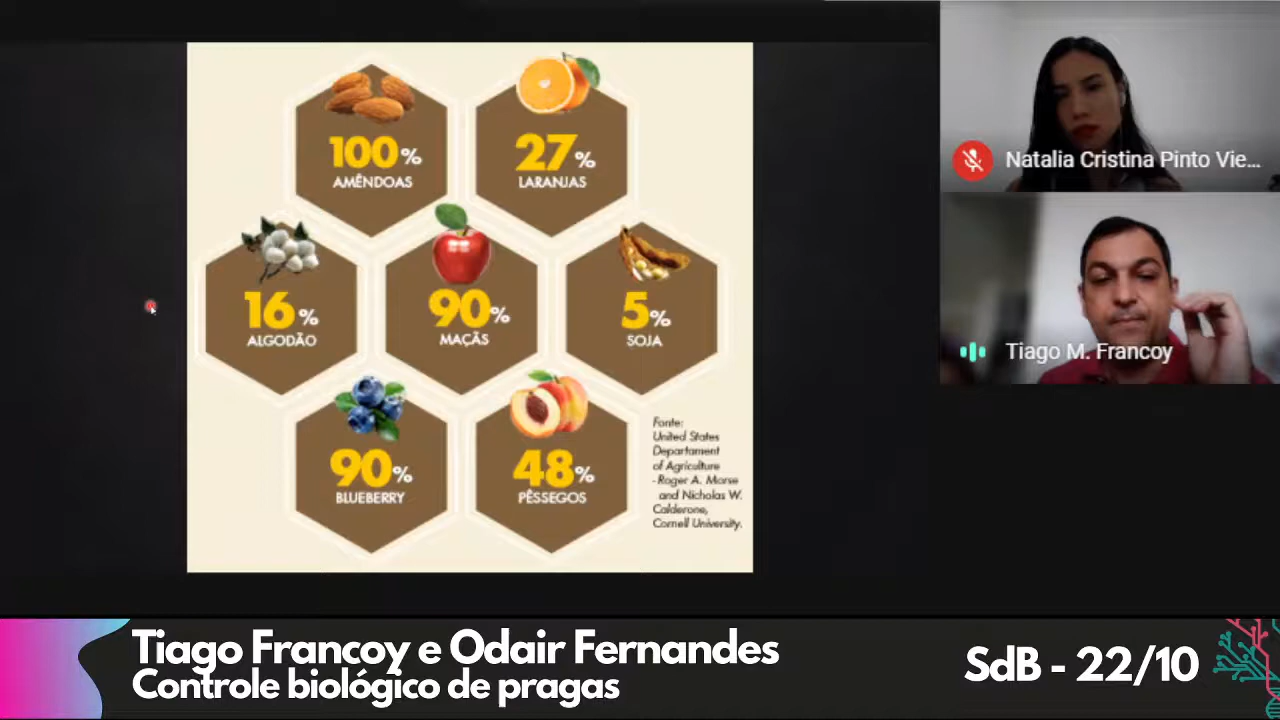 100%
AMÊNDOAS
27%
LARANJAS
16%
ALGODÃO
90%
MAÇÃS
5%
SOJA
90%
BLUEBERRY
48%
PÊSSEGOS
Fonte:
United States
Departament
of Agriculture
- Roger A. Morse
and Nicholas W.
Calderone,
Cornell University.
Natalia Cristina Pinto Vie...
Tiago M. Francoy
Tiago Francoy e Odair Fernandes
Controle biológico de pragas
SdB - 22/10